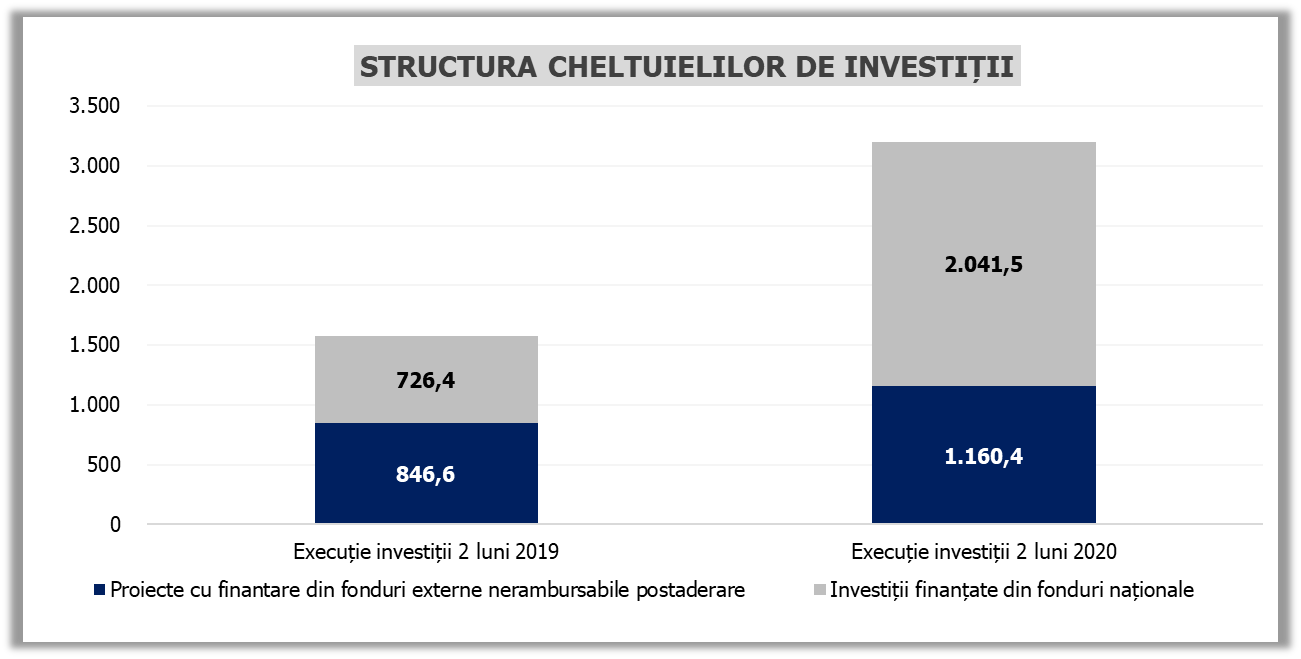 STRUCTURA CHELTUIELILOR DE INVESTIȚII
3.500
3.000
2.500
2.000
1.500
1.000
500
0
726,4
846,6
2.041,5
1.160,4
Execuție investiții 2 luni 2019
Execuție investiții 2 luni 2020
Proiecte cu finantare din fonduri externe nerambursabile postaderare
Investiții finanțate din fonduri naționale